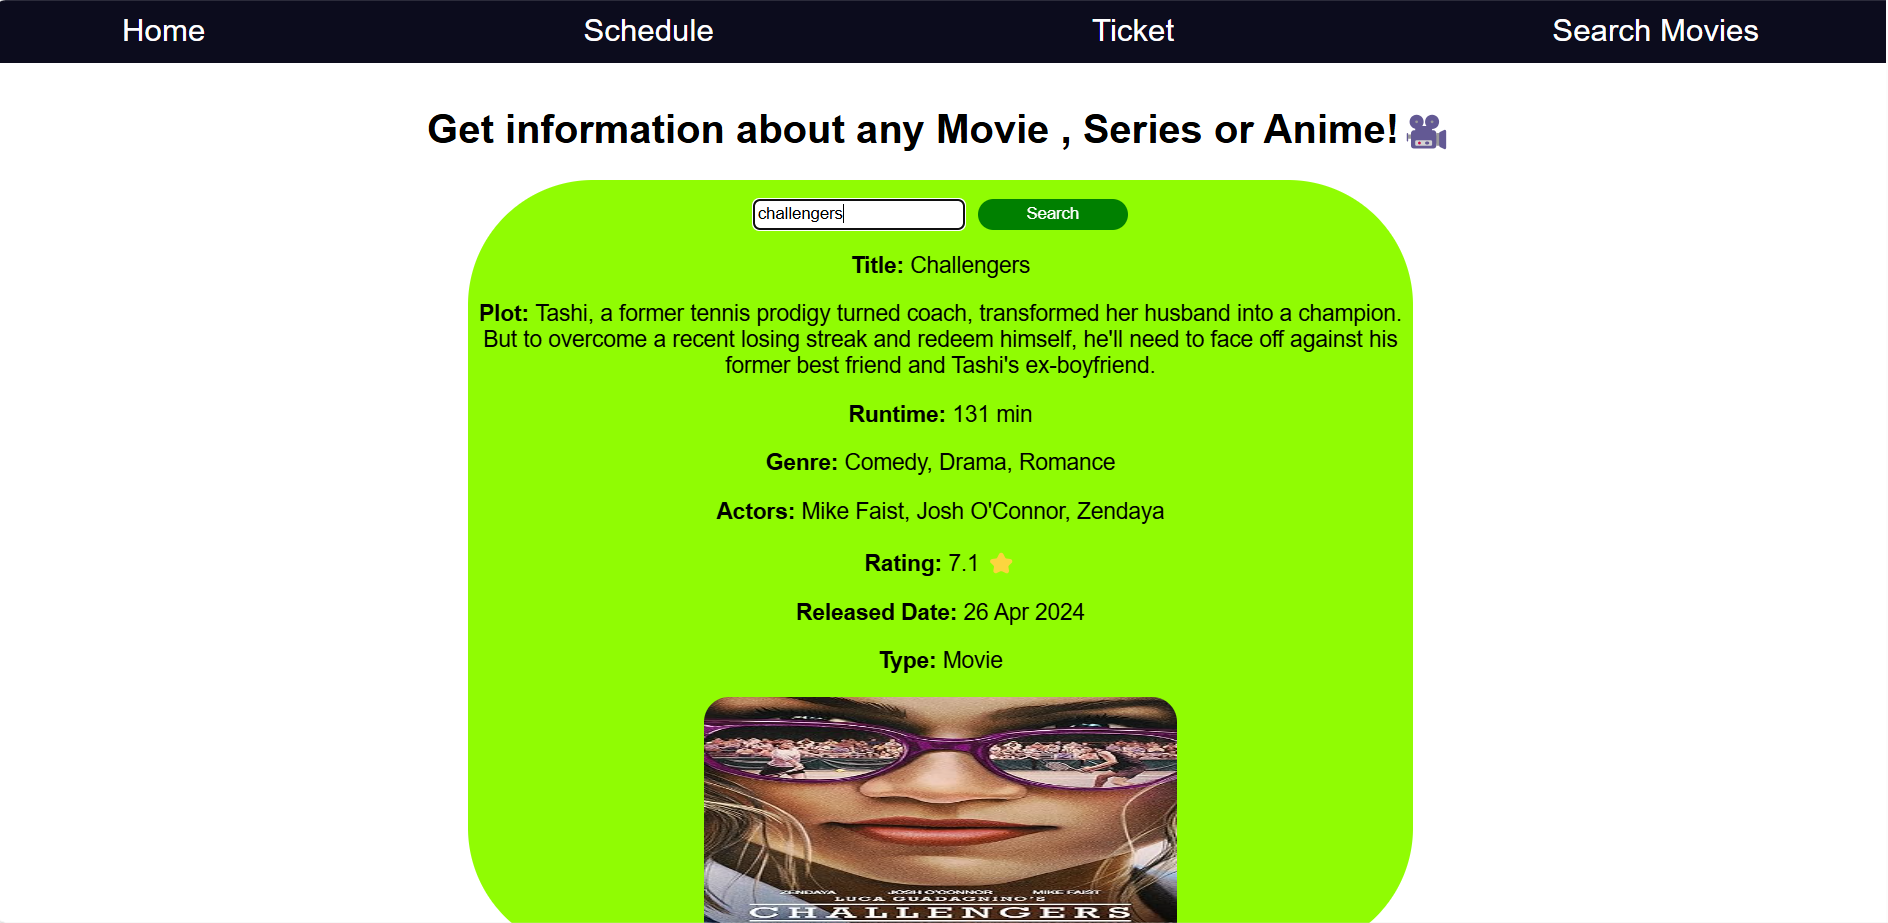 Home Schedule Ticket Search Movies
Get information about any Movie , Series or Anime!
challengers Search
Title: Challengers
Plot: Tashi, a former tennis prodigy turned coach, transformed her husband into a champion.
But to overcome a recent losing streak and redeem himself, he'll need to face off against his
former best friend and Tashi's ex-boyfriend.
Runtime: 131 min
Genre: Comedy, Drama, Romance
Actors: Mike Faist, Josh O'Connor, Zendaya
Rating: 7.1
Released Date: 26 Apr 2024
Type: Movie
ZENDAYA JOSH O'CONNOR MIKE FAIST
LUCA GUADAGNINO'S
CHALLENGERS